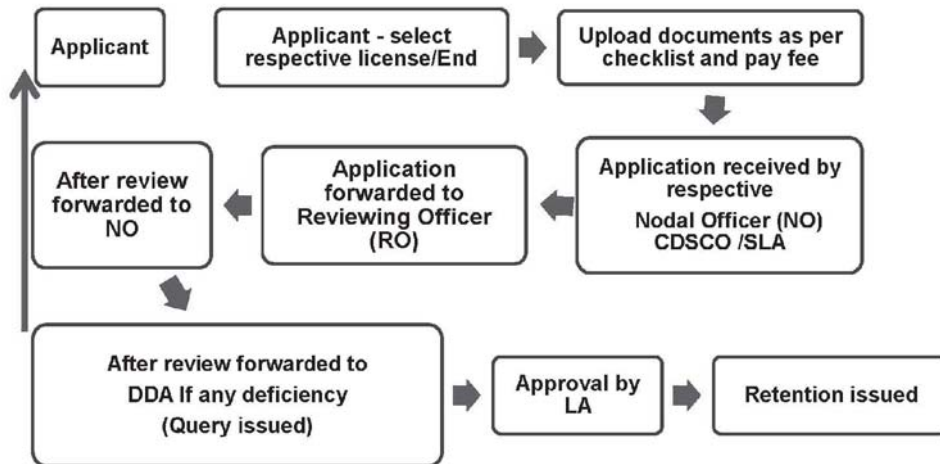 Applicant
Applicant - select
respective license/End
Upload documents as per
checklist and pay fee
Application received by
respective
Nodal Officer (NO)
CDSCO /SLA
Application
forwarded to
Reviewing Officer
(RO)
After review
forwarded to
NO
After review forwarded to
DDA If any deficiency
(Query issued)
Approval by
LA
Retention issued